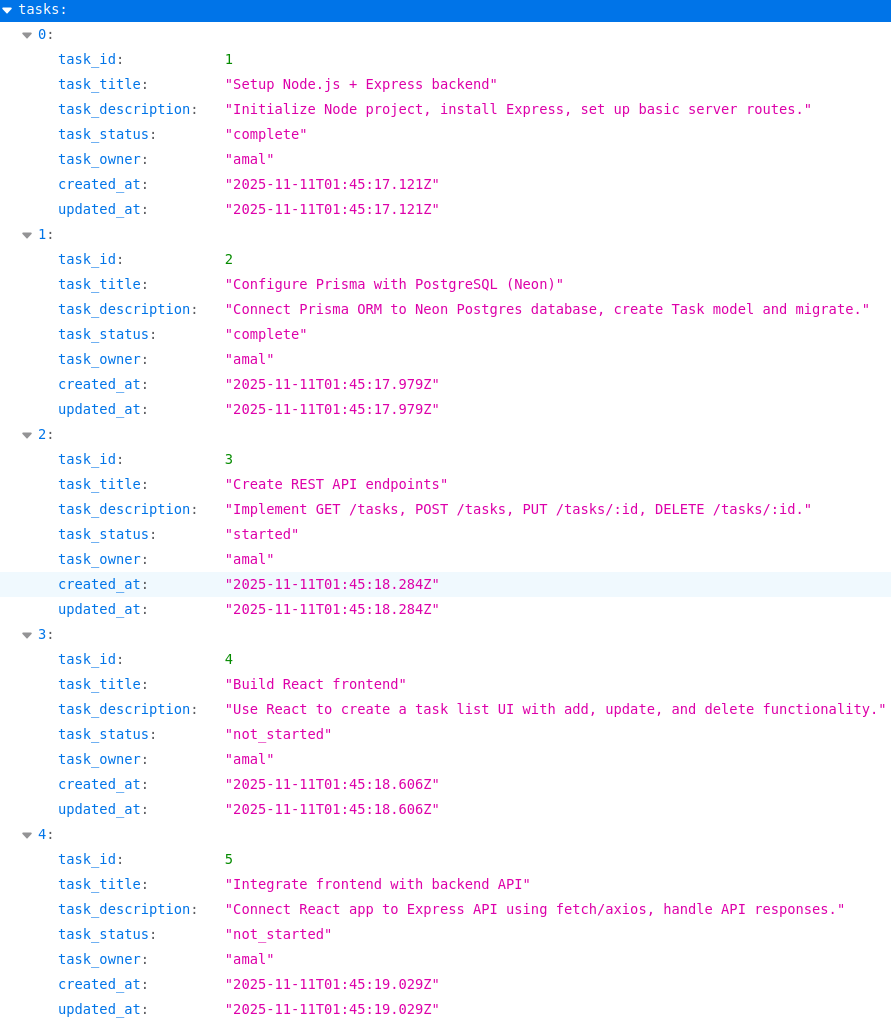 tasks:
0:
task_id: 1
task_title: "Setup Node.js + Express backend"
task_description: "Initialize Node project, install Express, set up basic server routes."
task_status: "complete"
task_owner: "amal"
created_at: "2025-11-11T01:45:17.121Z"
updated_at: "2025-11-11T01:45:17.121Z"
1:
task_id: 2
task_title: "Configure Prisma with PostgreSQL (Neon)"
task_description: "Connect Prisma ORM to Neon Postgres database, create Task model and migrate."
task_status: "complete"
task_owner: "amal"
created_at: "2025-11-11T01:45:17.979Z"
updated_at: "2025-11-11T01:45:17.979Z"
2:
task_id: 3
task_title: "Create REST API endpoints"
task_description: "Implement GET /tasks, POST /tasks, PUT /tasks/:id, DELETE /tasks/:id."
task_status: "started"
task_owner: "amal"
created_at: "2025-11-11T01:45:18.284Z"
updated_at: "2025-11-11T01:45:18.284Z"
3:
task_id: 4
task_title: "Build React frontend"
task_description: "Use React to create a task list UI with add, update, and delete functionality."
task_status: "not_started"
task_owner: "amal"
created_at: "2025-11-11T01:45:18.606Z"
updated_at: "2025-11-11T01:45:18.606Z"
4:
task_id: 5
task_title: "Integrate frontend with backend API"
task_description: "Connect React app to Express API using fetch/axios, handle API responses."
task_status: "not_started"
task_owner: "amal"
created_at: "2025-11-11T01:45:19.029Z"
updated_at: "2025-11-11T01:45:19.029Z"